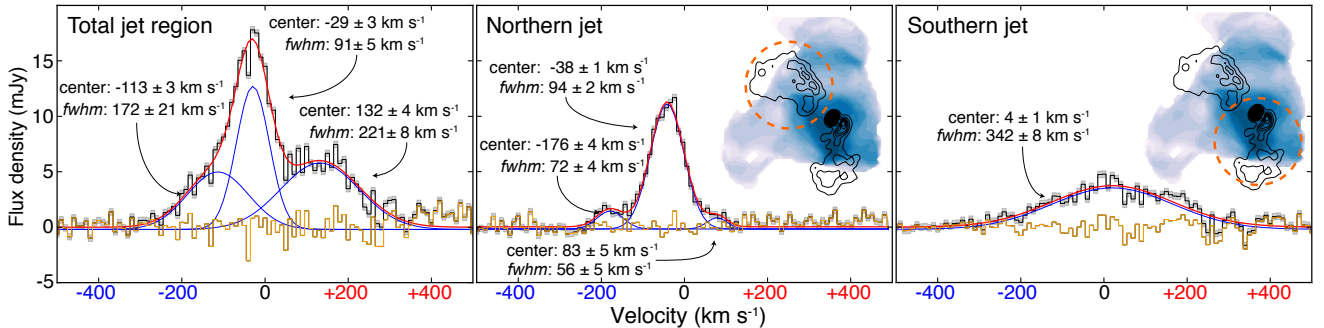 Total jet region
center: -29 ± 3 km s⁻¹
fwhm: 91± 5 km s⁻¹
center: -113 ± 3 km s⁻¹
fwhm: 172 ± 21 km s⁻¹
center: 132 ± 4 km s⁻¹
fwhm: 221± 8 km s⁻¹
Northern jet
center: -38 ± 1 km s⁻¹
fwhm: 94 ± 2 km s⁻¹
center: -176 ± 4 km s⁻¹
fwhm: 72 ± 4 km s⁻¹
center: 83 ± 5 km s⁻¹
fwhm: 56 ± 5 km s⁻¹
Southern jet
center: 4 ± 1 km s⁻¹
fwhm: 342 ± 8 km s⁻¹
Flux density (mJy)
15
10
5
0
-5
-400 -200 0 +200 +400
-400 -200 0 +200 +400
-400 -200 0 +200 +400
Velocity (km s⁻¹)